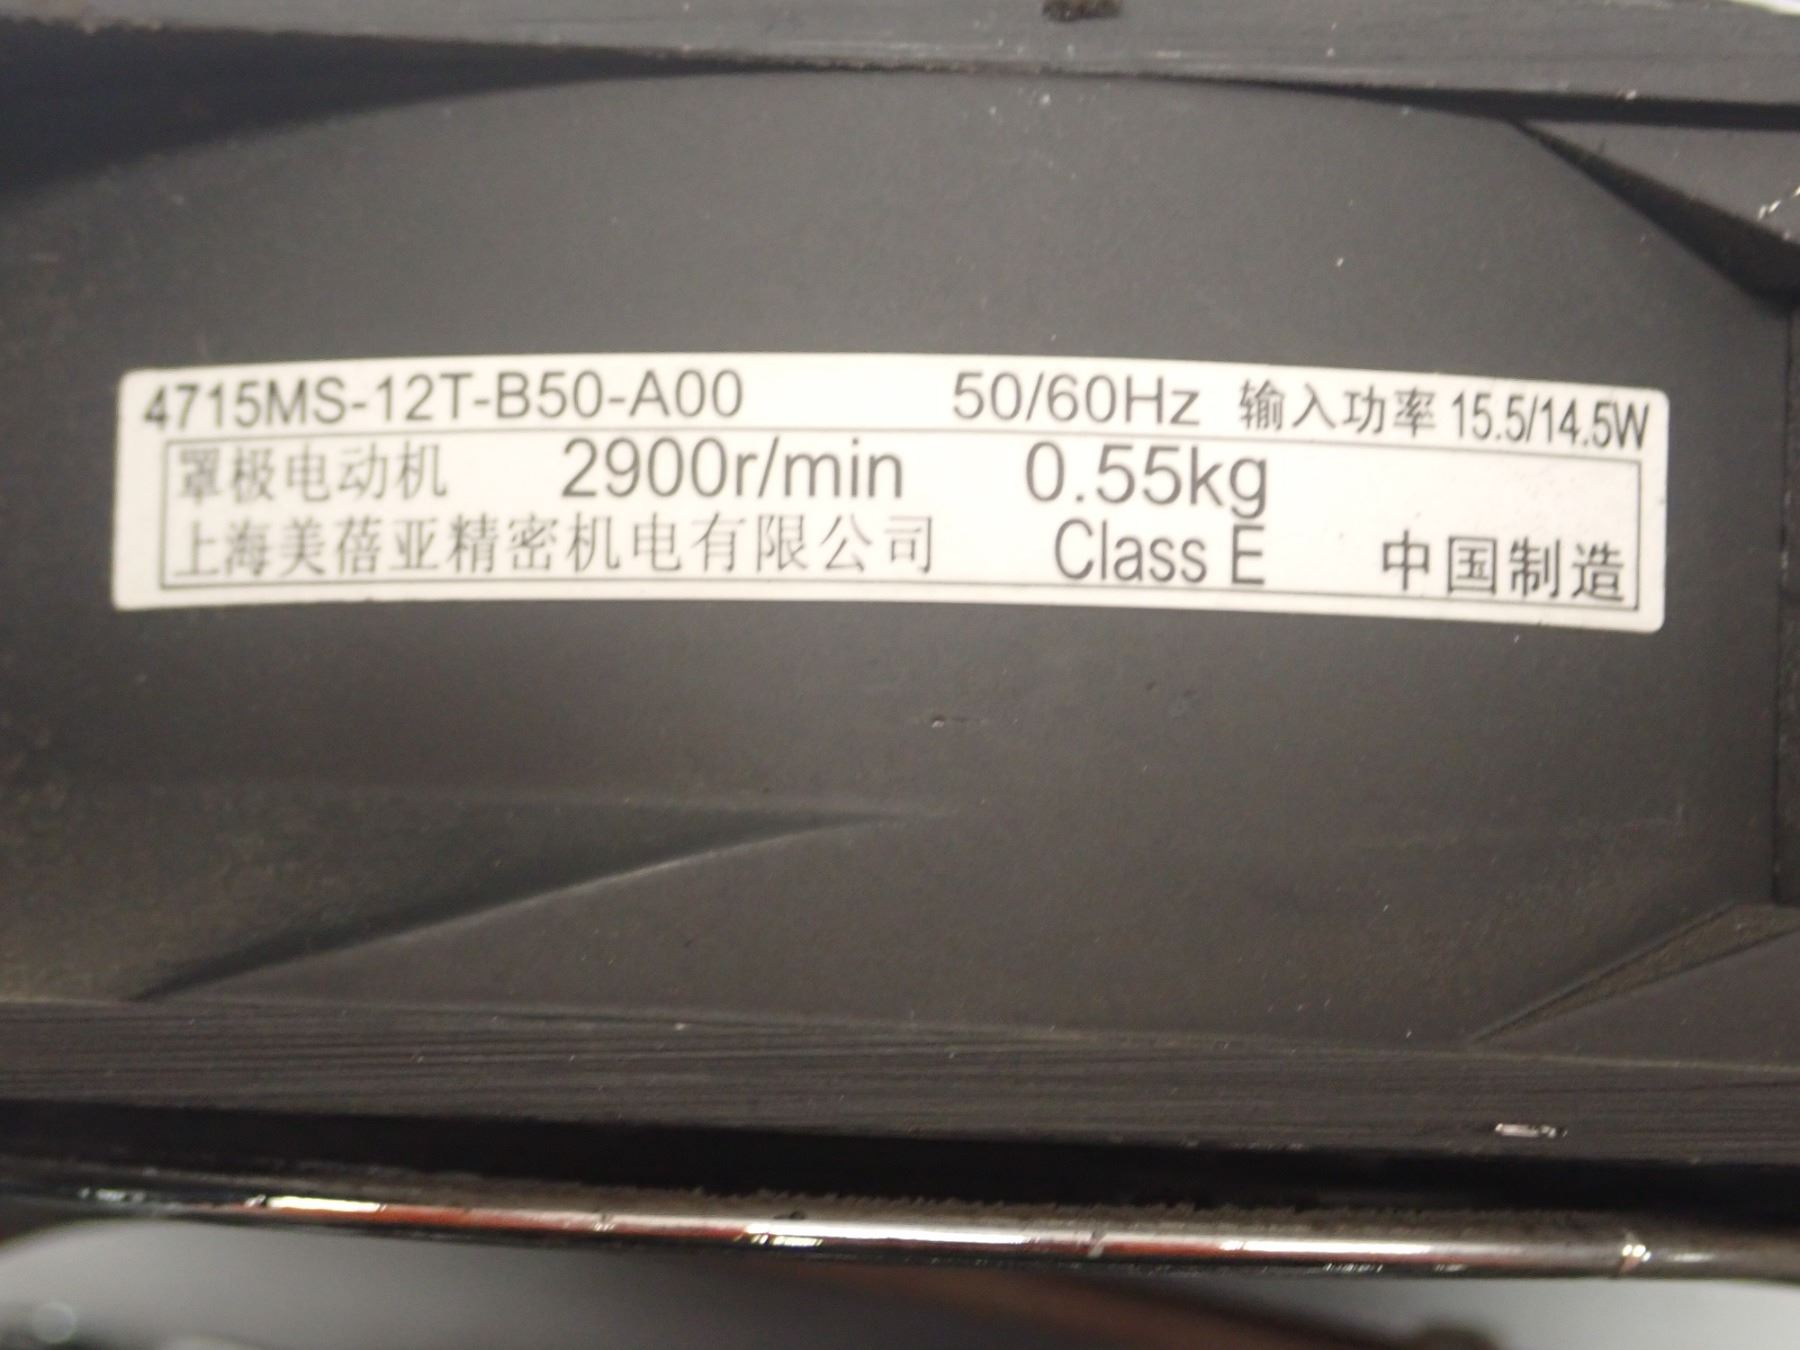 4715MS-12T-B50-A00 50/60Hz 输入功率 15.5/14.5W
罩极电动机 2900r/min 0.55kg
上海美蓓亚精密机电有限公司 Class E 中国制造